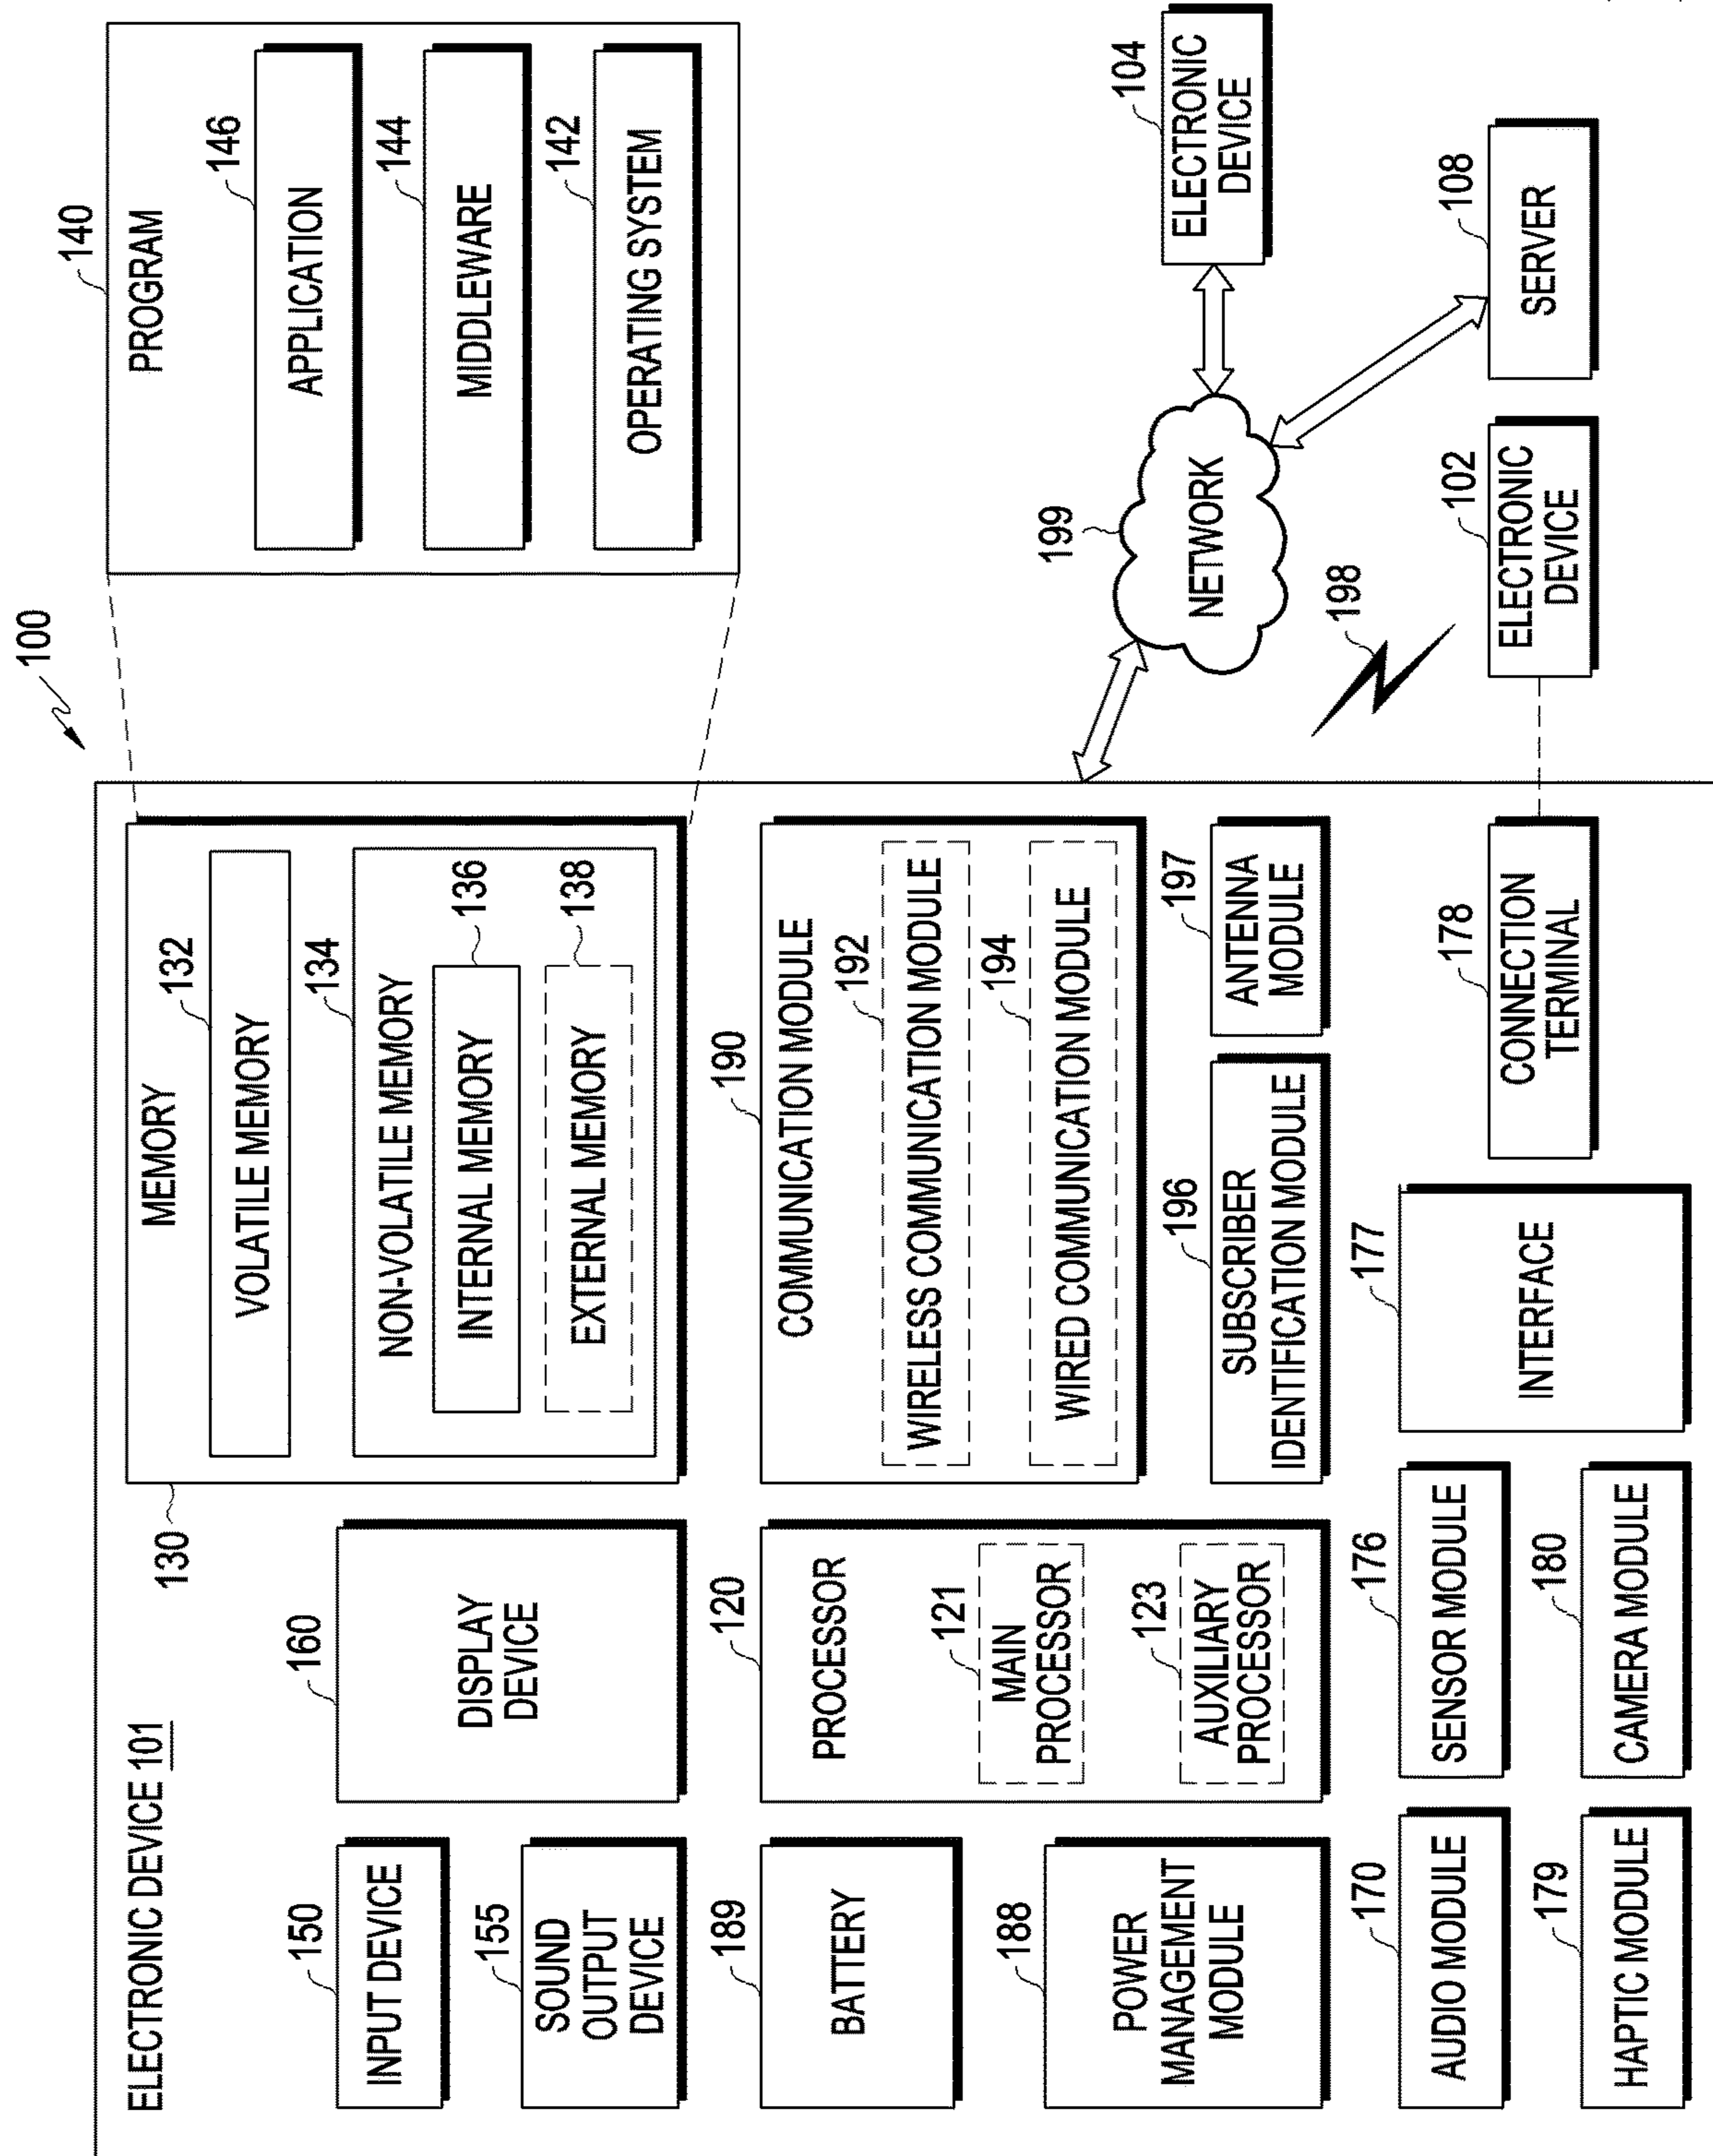 100
ELECTRONIC DEVICE 101
130
MEMORY
132
VOLATILE MEMORY
134
NON-VOLATILE MEMORY
136
INTERNAL MEMORY
138
EXTERNAL MEMORY
140
PROGRAM
146
APPLICATION
144
MIDDLEWARE
142
OPERATING SYSTEM
150
INPUT DEVICE
155
SOUND
OUTPUT
DEVICE
160
DISPLAY
DEVICE
189
BATTERY
188
POWER
MANAGEMENT
MODULE
120
PROCESSOR
121
MAIN
PROCESSOR
123
AUXILIARY
PROCESSOR
190
COMMUNICATION MODULE
192
WIRELESS COMMUNICATION MODULE
194
WIRED COMMUNICATION MODULE
196
SUBSCRIBER
IDENTIFICATION MODULE
197
ANTENNA
MODULE
170
AUDIO MODULE
176
SENSOR MODULE
177
INTERFACE
178
CONNECTION
TERMINAL
179
HAPTIC MODULE
180
CAMERA MODULE
199
NETWORK
198
104
ELECTRONIC
DEVICE
102
ELECTRONIC
DEVICE
108
SERVER